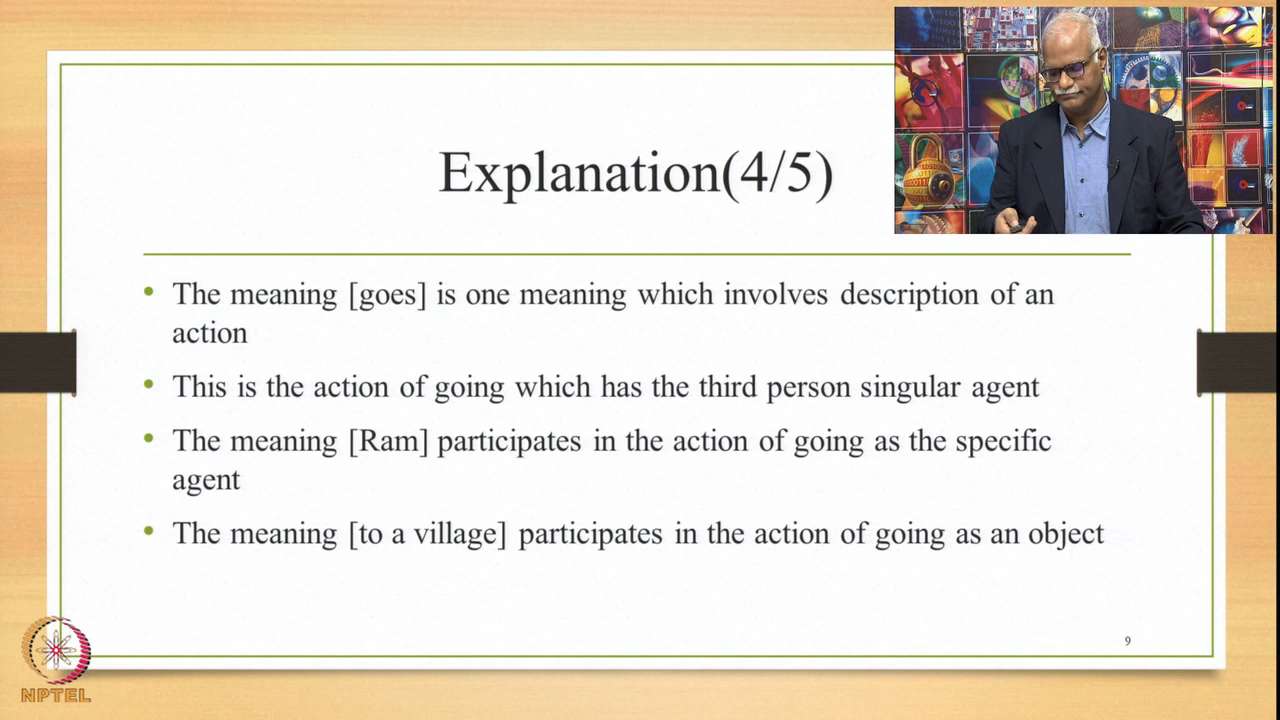 Explanation(4/5)
• The meaning [goes] is one meaning which involves description of an
action
• This is the action of going which has the third person singular agent
• The meaning [Ram] participates in the action of going as the specific
agent
• The meaning [to a village] participates in the action of going as an object
9
NPTEL